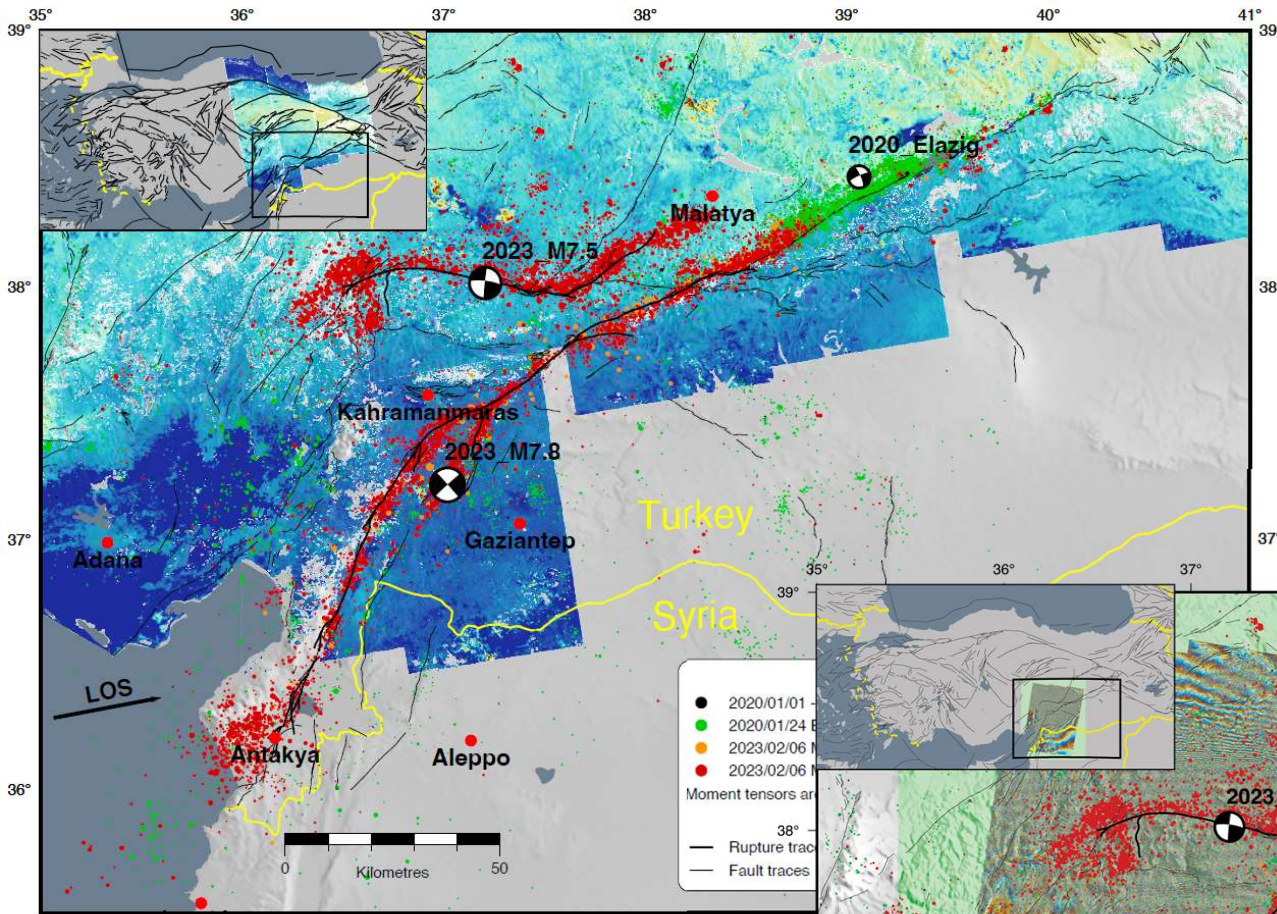 35° 36° 37° 38° 39° 40° 41°
39° 39
2020_Elazig
Malatya
2023_M7.5
38° 38
Kahramanmaras
2023_M7.8
Turkey
Gaziantep
37° Adana 37°
Syria
35° 36° 37°
39°
LOS
2020/01/01 -
2020/01/24 E
2023/02/06 M
2023/02/06 M
Antakya
Aleppo
Moment tensors are
2023
36°
38°
Rupture trace
Fault traces
0 50
Kilometres